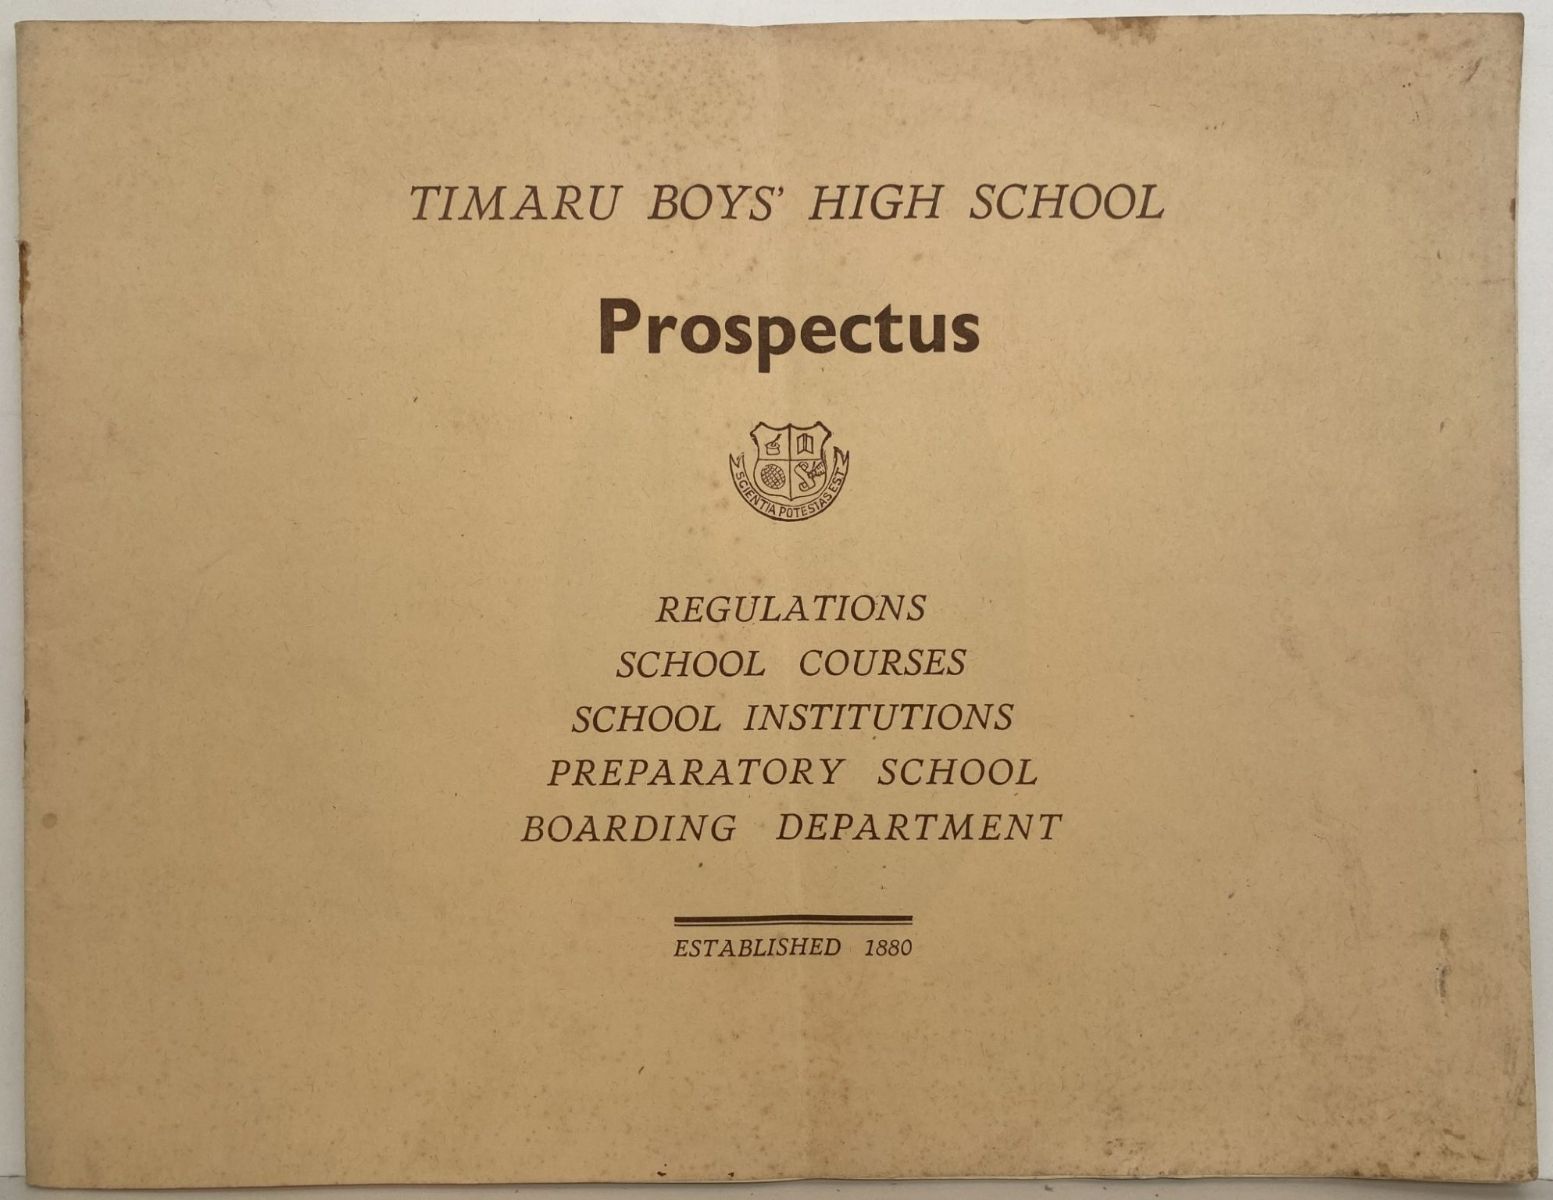 TIMARU BOYS' HIGH SCHOOL
Prospectus
SCIENTIA POTESTAS EST
REGULATIONS
SCHOOL COURSES
SCHOOL INSTITUTIONS
PREPARATORY SCHOOL
BOARDING DEPARTMENT
ESTABLISHED 1880